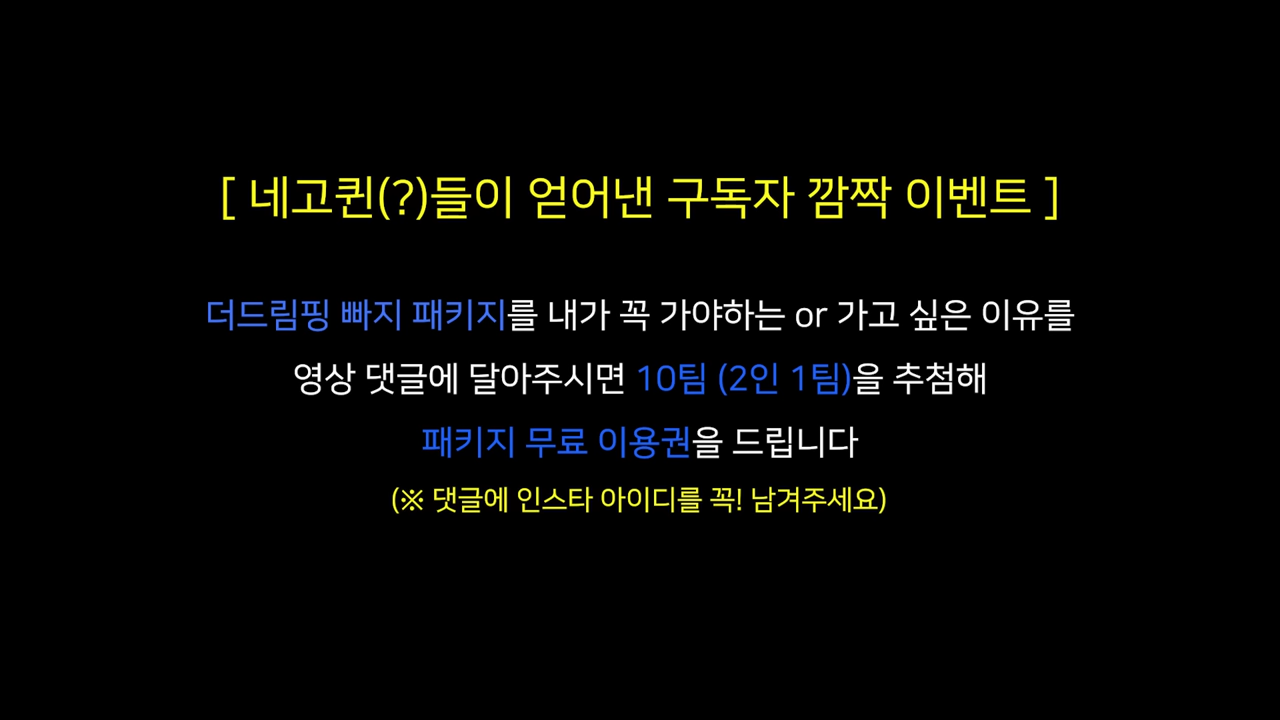 [ 네고퀸(?)들이 얻어낸 구독자 깜짝 이벤트 ]
더드림핑 빠지 패키지를 내가 꼭 가야하는 or 가고 싶은 이유를
영상 댓글에 달아주시면 10팀 (2인 1팀)을 추첨해
패키지 무료 이용권을 드립니다
(※ 댓글에 인스타 아이디를 꼭! 남겨주세요)